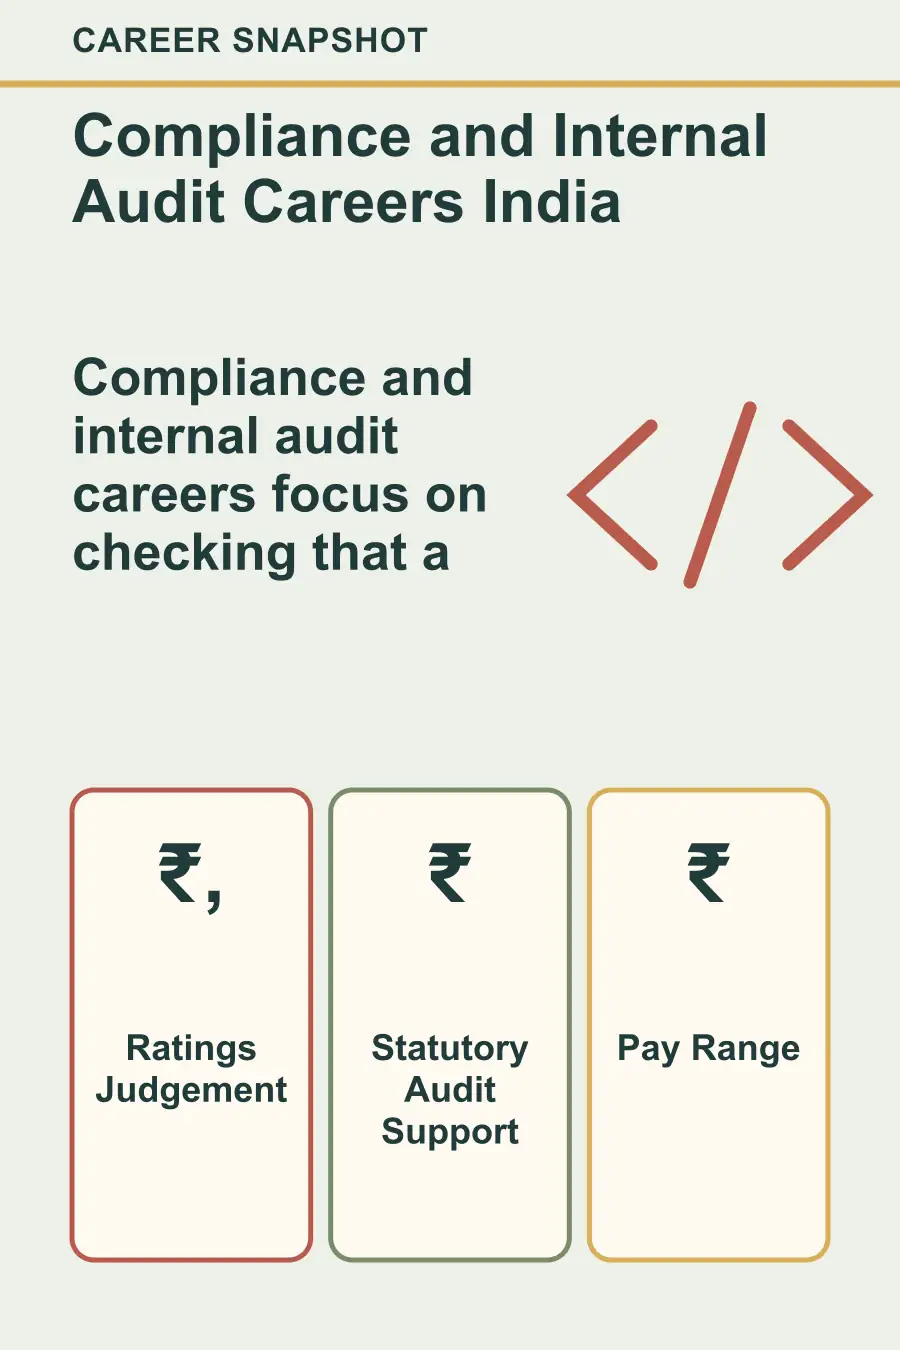 CAREER SNAPSHOT
Compliance and Internal
Audit Careers India
Compliance and
internal audit
careers focus on
checking that a
</>
₹,
Ratings
Judgement
₹
Statutory
Audit
Support
₹
Pay Range